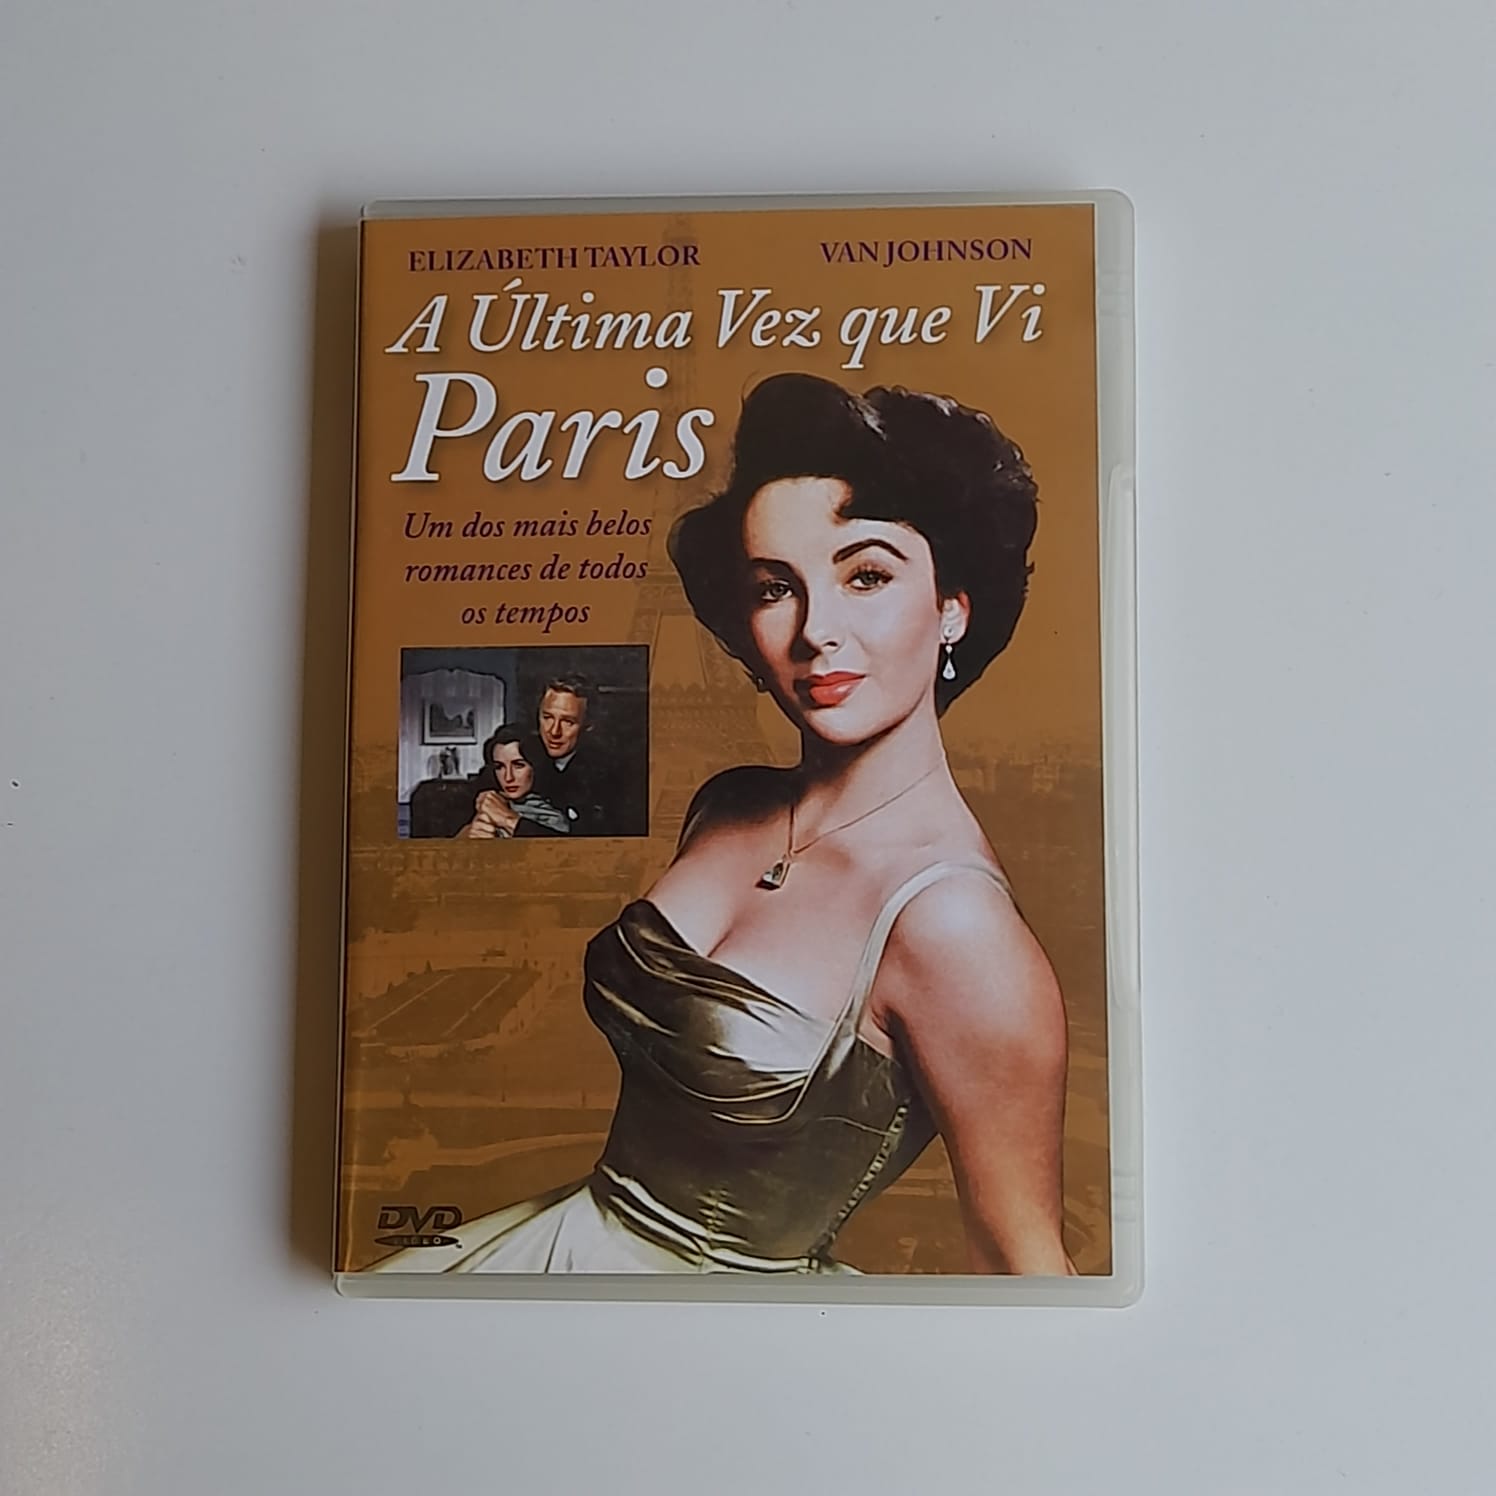 ELIZABETH TAYLOR VAN JOHNSON
A Última Vez que Vi
Paris
Um dos mais belos
romances de todos
os tempos
DVD
VIDEO